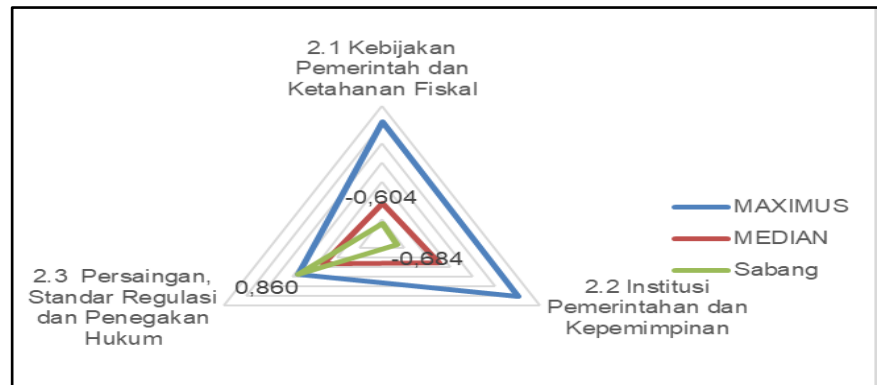 2.1 Kebijakan
Pemerintah dan
Ketahanan Fiskal
-0,604
MAXIMUS
MEDIAN
Sabang
-0,684
2.3 Persaingan,
Standar Regulasi
dan Penegakan
Hukum
0,860
2.2 Institusi
Pemerintahan dan
Kepemimpinan